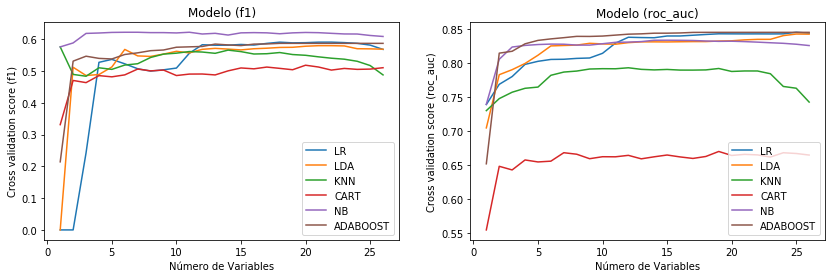 Modelo (f1)
Cross validation score (f1)
0.6
0.5
0.4
0.3
0.2
0.1
0.0
0
5
10
15
20
25
Número de Variables
LR
LDA
KNN
CART
NB
ADABOOST
Modelo (roc_auc)
Cross validation score (roc_auc)
0.85
0.80
0.75
0.70
0.65
0.60
0.55
0
5
10
15
20
25
Número de Variables
LR
LDA
KNN
CART
NB
ADABOOST